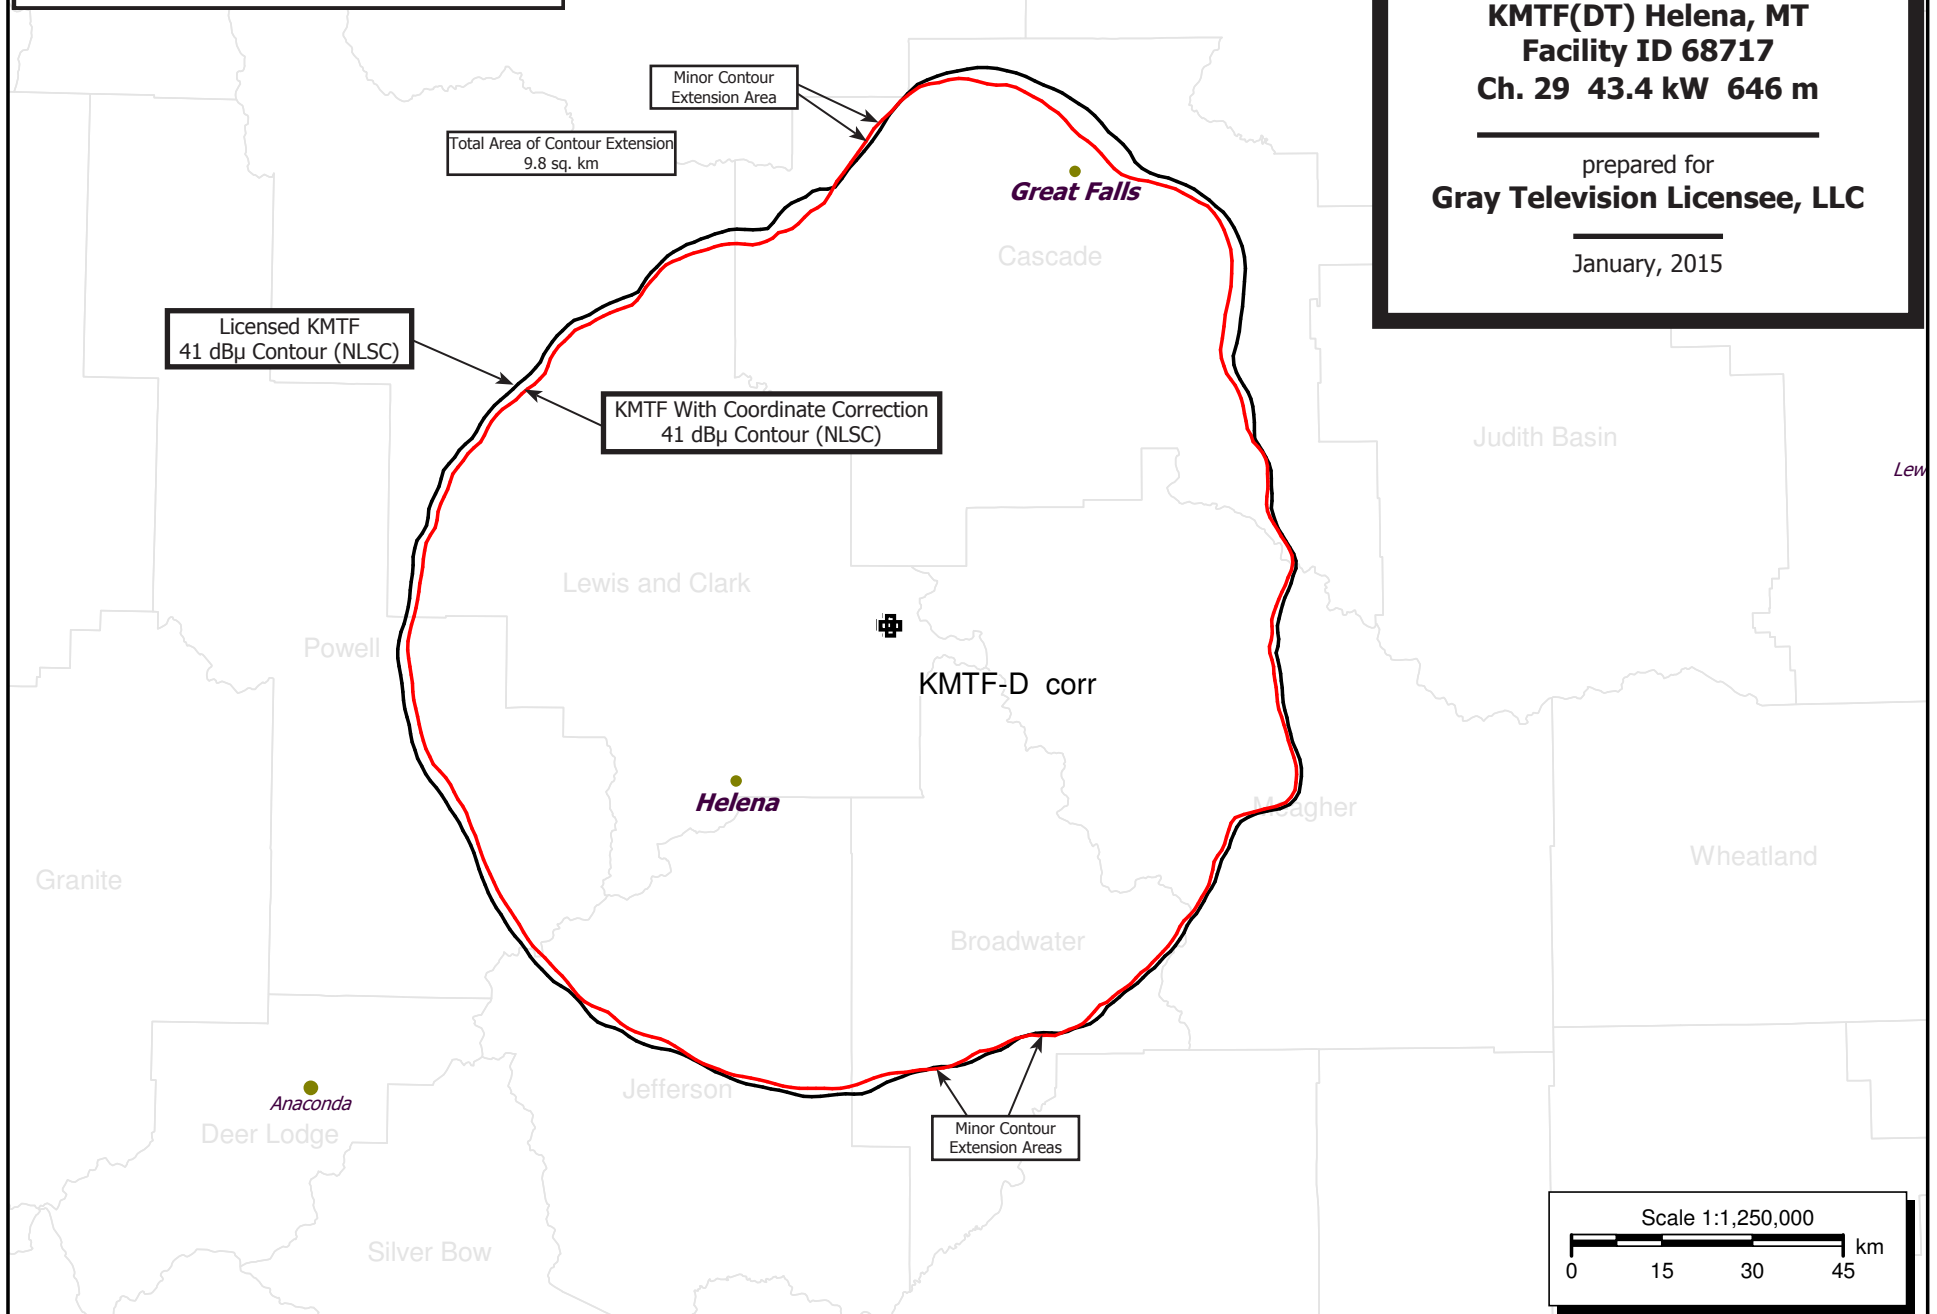 KMTF(DT) Helena, MT
Facility ID 68717
Ch. 29 43.4 kW 646 m
prepared for
Gray Television Licensee, LLC
January, 2015
Minor Contour
Extension Area
Total Area of Contour Extension
9.8 sq. km
Great Falls
Cascade
Licensed KMTF
41 dBµ Contour (NLSC)
KMTF With Coordinate Correction
41 dBµ Contour (NLSC)
Judith Basin
Lew
Lewis and Clark
Powell
KMTF-D corr
Helena
Meagher
Wheatland
Granite
Broadwater
Jefferson
Anaconda
Deer Lodge
Minor Contour
Extension Areas
Silver Bow
Scale 1:1,250,000
km
0 15 30 45